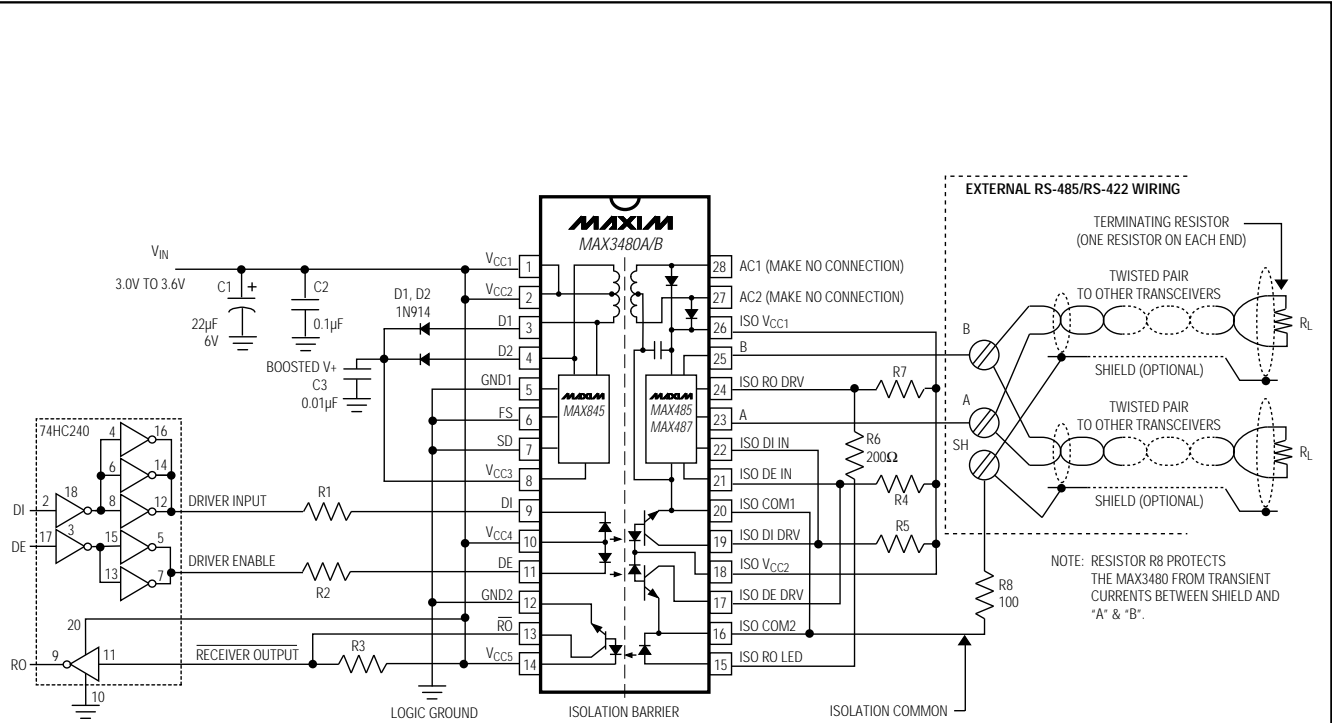 EXTERNAL RS-485/RS-422 WIRING
TERMINATING RESISTOR
(ONE RESISTOR ON EACH END)
MAXIM
MAX3480A/B
VIN
3.0V TO 3.6V
C1
+
22µF
6V
C2
0.1µF
D1, D2
1N914
BOOSTED V+
C3
0.01µF
VCC1
1
VCC2
2
D1
3
D2
4
GND1
5
FS
6
SD
7
VCC3
8
DI
9
VCC4
10
DE
11
GND2
12
RO
13
VCC5
14
MAXIM
MAX845
MAXIM
MAX485
MAX487
28
AC1 (MAKE NO CONNECTION)
27
AC2 (MAKE NO CONNECTION)
26
ISO VCC1
25
B
24
ISO RO DRV
23
A
22
ISO DI IN
21
ISO DE IN
20
ISO COM1
19
ISO DI DRV
18
ISO VCC2
17
ISO DE DRV
16
ISO COM2
15
ISO RO LED
R7
R6
200Ω
R4
R5
B
A
SH
TWISTED PAIR
TO OTHER TRANSCEIVERS
SHIELD (OPTIONAL)
RL
TWISTED PAIR
TO OTHER TRANSCEIVERS
SHIELD (OPTIONAL)
RL
R8
100
NOTE: RESISTOR R8 PROTECTS
THE MAX3480 FROM TRANSIENT
CURRENTS BETWEEN SHIELD AND
"A" & "B".
74HC240
4
16
6
14
18
8
12
DI
2
DRIVER INPUT
R1
DE
17
3
15
5
DRIVER ENABLE
13
7
R2
20
RO
9
11
RECEIVER OUTPUT
R3
10
LOGIC GROUND
ISOLATION BARRIER
ISOLATION COMMON